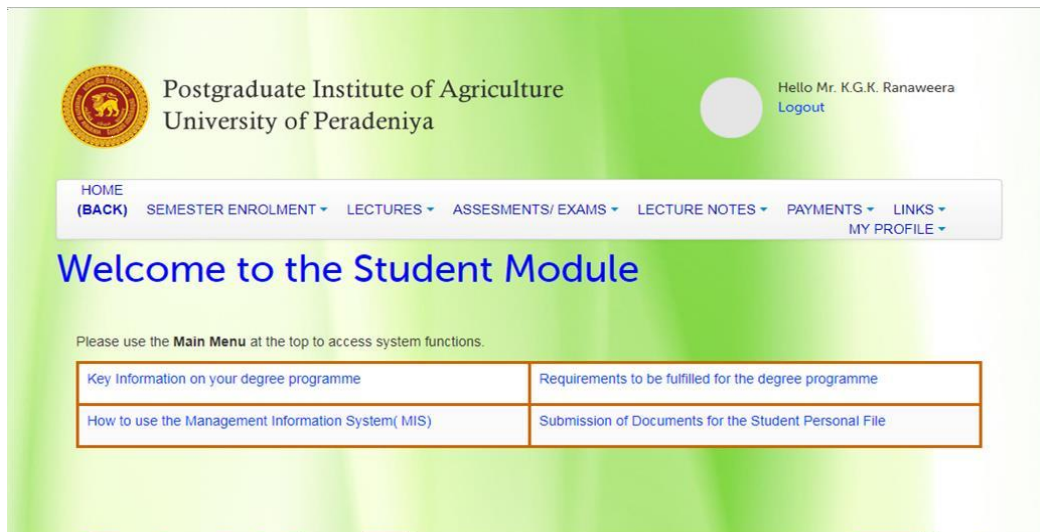 Postgraduate Institute of Agriculture
University of Peradeniya
Hello Mr. K.G.K. Ranaweera
Logout
HOME
(BACK) SEMESTER ENROLMENT LECTURES ASSESMENTS/ EXAMS LECTURE NOTES PAYMENTS LINKS
MY PROFILE
Welcome to the Student Module
Please use the Main Menu at the top to access system functions.
Key Information on your degree programme
Requirements to be fulfilled for the degree programme
How to use the Management Information System( MIS)
Submission of Documents for the Student Personal File